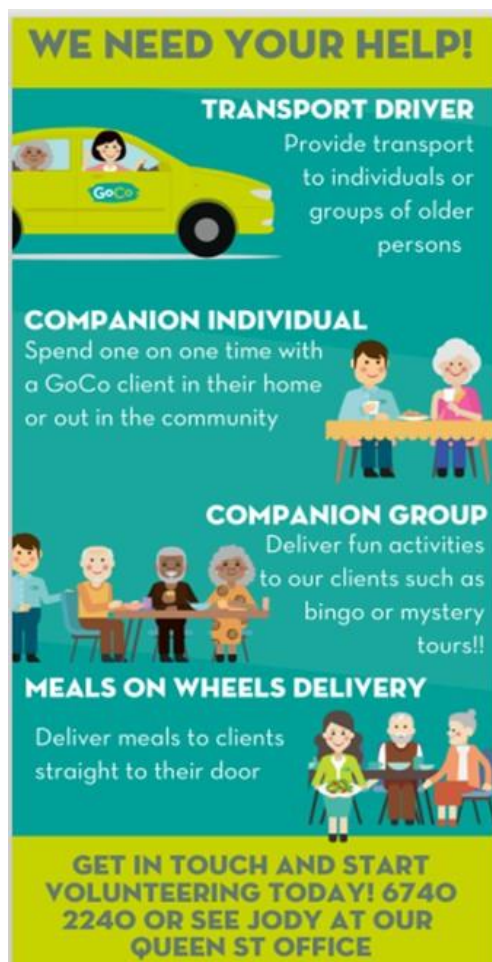 WE NEED YOUR HELP!
TRANSPORT DRIVER
Provide transport
to individuals or
groups of older
persons
GoCo
COMPANION INDIVIDUAL
Spend one on one time with
a GoCo client in their home
or out in the community
COMPANION GROUP
Deliver fun activities
to our clients such as
bingo or mystery
tours!!
MEALS ON WHEELS DELIVERY
Deliver meals to clients
straight to their door
GET IN TOUCH AND START
VOLUNTEERING TODAY! 6740
2240 OR SEE JODY AT OUR
QUEEN ST OFFICE